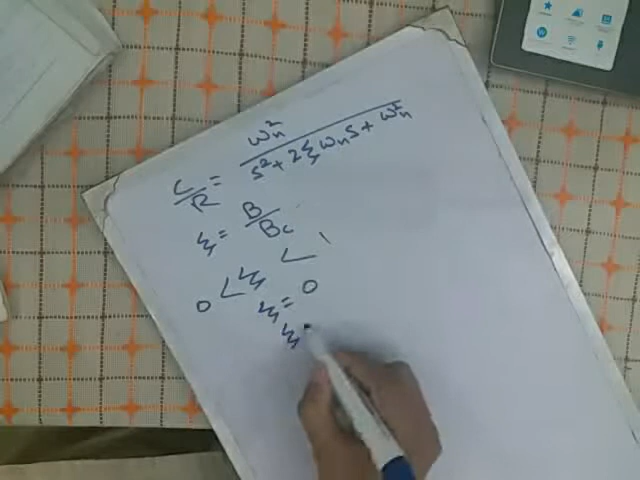 C/R = ωn²/(s² + 2ξωns + ωn²)
ξ = B/Bc
0 < ξ < 1
ξ = 0
ξ